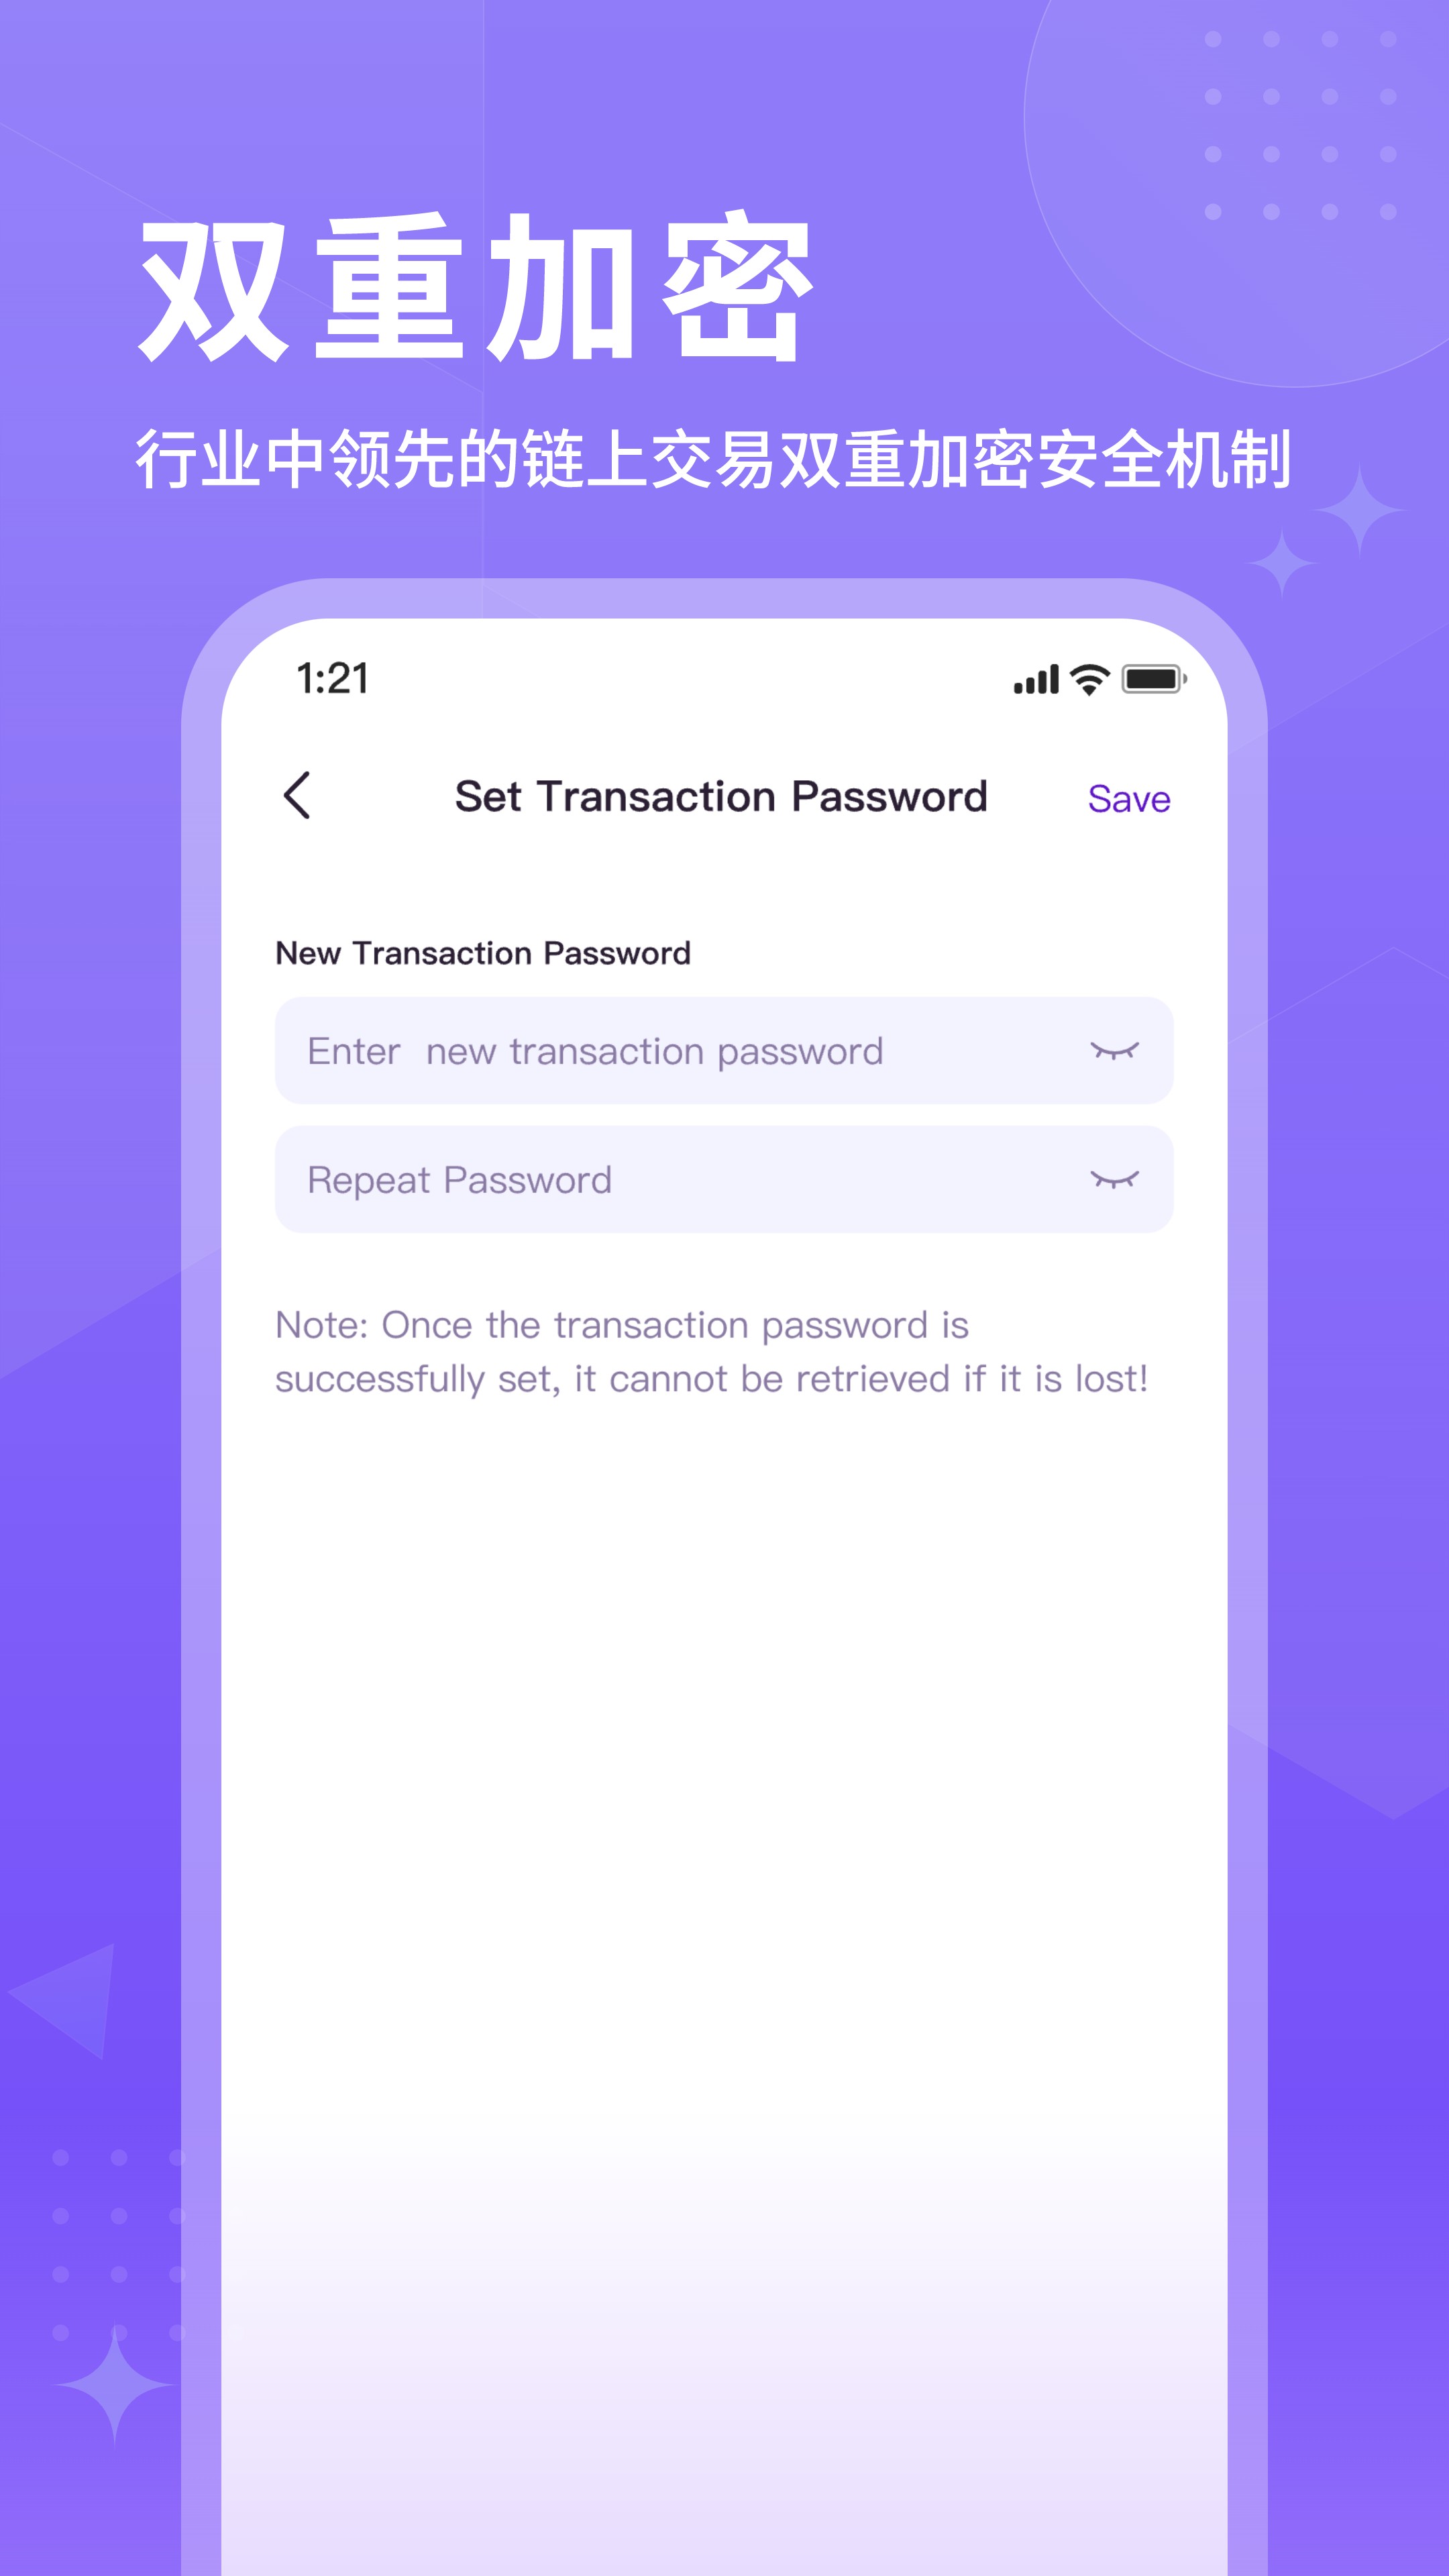 双重加密
行业中领先的链上交易双重加密安全机制
1:21
Set Transaction Password
Save
New Transaction Password
Enter  new transaction password
Repeat Password
Note: Once the transaction password is
successfully set, it cannot be retrieved if it is lost!